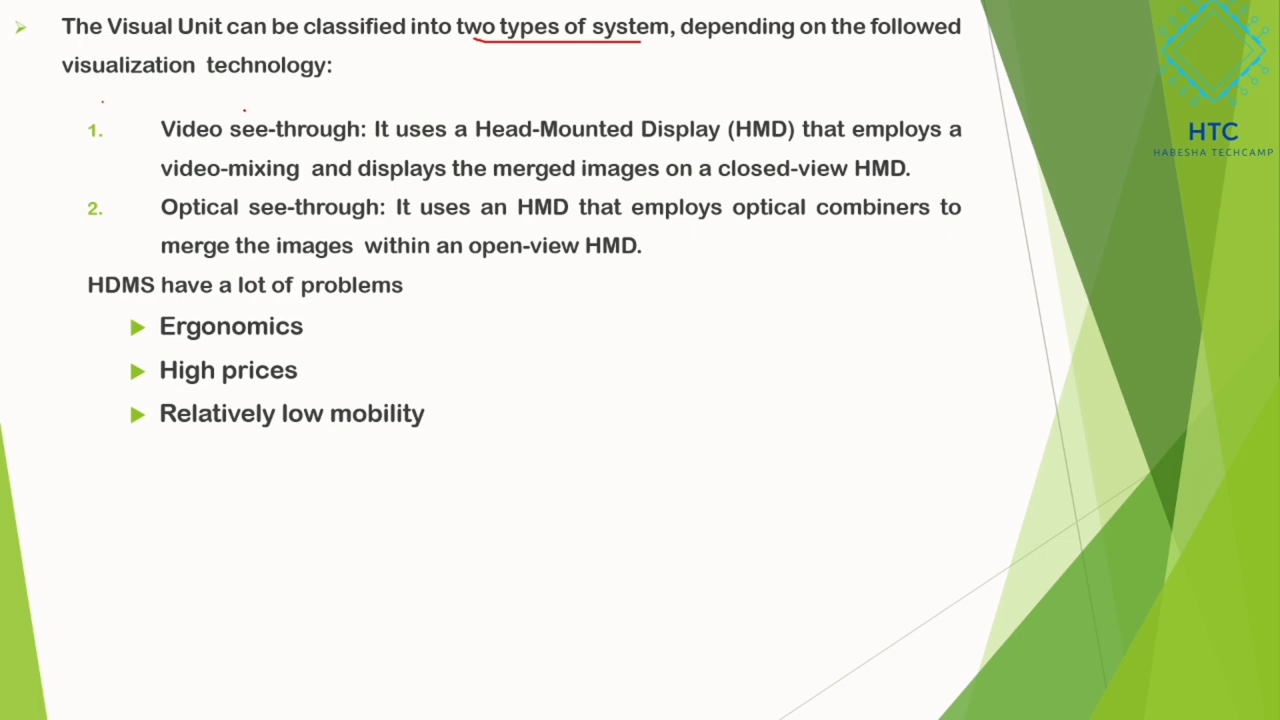 The Visual Unit can be classified into two types of system, depending on the followed
visualization technology:
1. Video see-through: It uses a Head-Mounted Display (HMD) that employs a
video-mixing and displays the merged images on a closed-view HMD.
2. Optical see-through: It uses an HMD that employs optical combiners to
merge the images within an open-view HMD.
HDMS have a lot of problems
Ergonomics
High prices
Relatively low mobility
HTC
HABESHA TECHCAMP